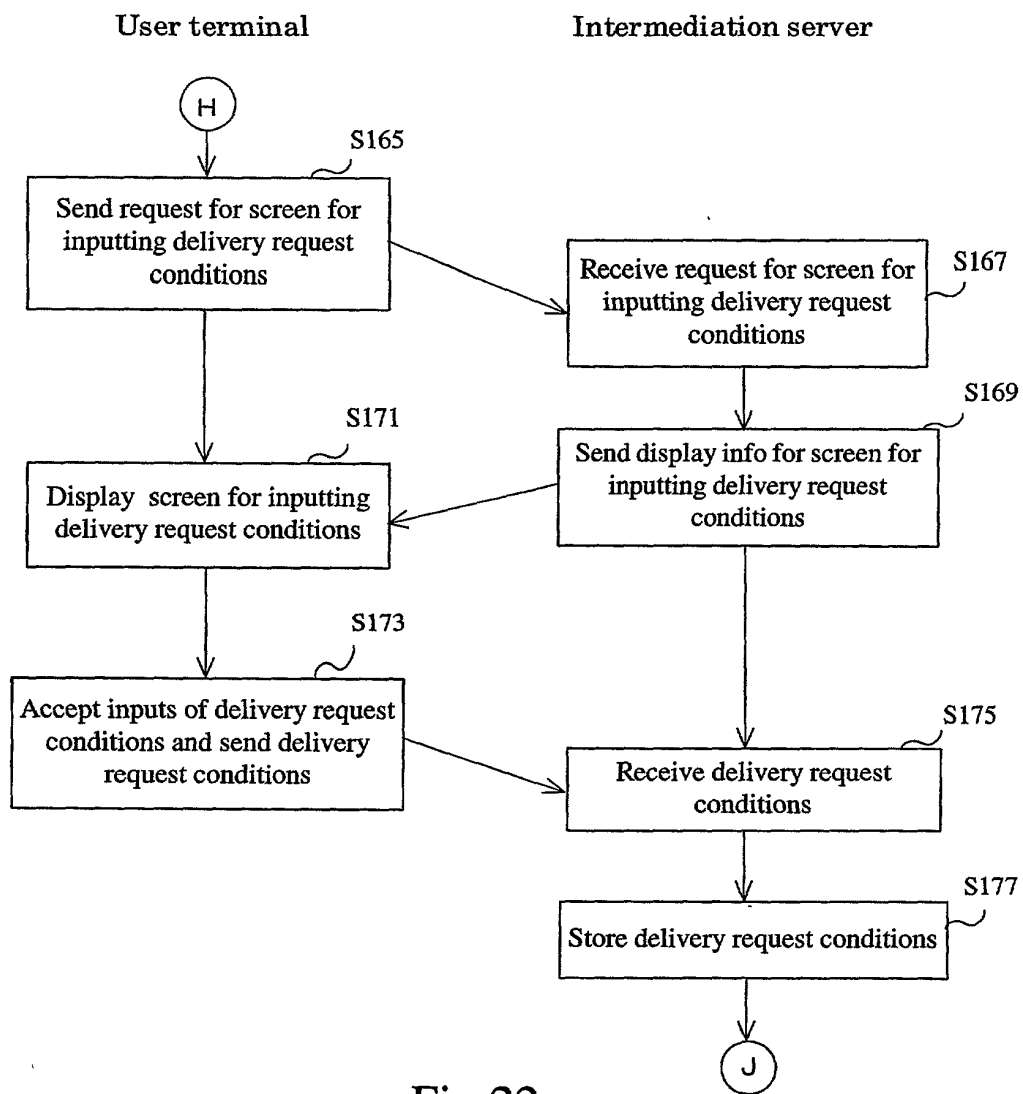 User terminal
Intermediation server
H
S165
Send request for screen for
inputting delivery request
conditions
S167
Receive request for screen for
inputting delivery request
conditions
S169
Send display info for screen for
inputting delivery request
conditions
S171
Display screen for inputting
delivery request conditions
S173
Accept inputs of delivery request
conditions and send delivery
request conditions
S175
Receive delivery request
conditions
S177
Store delivery request conditions
J